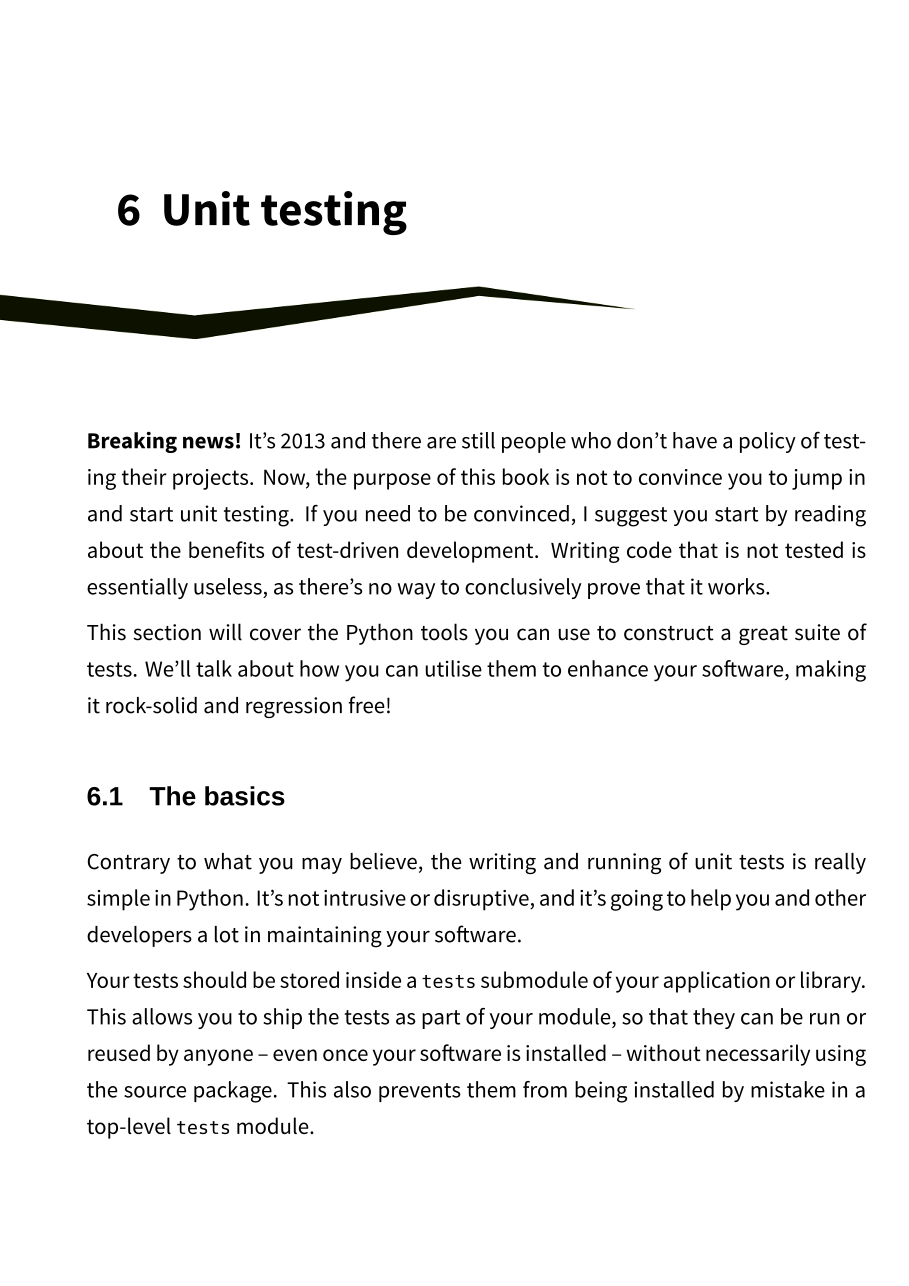 6 Unit testing
Breaking news! It’s 2013 and there are still people who don’t have a policy of test-
ing their projects. Now, the purpose of this book is not to convince you to jump in
and start unit testing. If you need to be convinced, I suggest you start by reading
about the benefits of test-driven development. Writing code that is not tested is
essentially useless, as there’s no way to conclusively prove that it works.
This section will cover the Python tools you can use to construct a great suite of
tests. We’ll talk about how you can utilise them to enhance your software, making
it rock-solid and regression free!
6.1 The basics
Contrary to what you may believe, the writing and running of unit tests is really
simple in Python. It’s not intrusive or disruptive, and it’s going to help you and other
developers a lot in maintaining your software.
Your tests should be stored inside a tests submodule of your application or library.
This allows you to ship the tests as part of your module, so that they can be run or
reused by anyone – even once your software is installed – without necessarily using
the source package. This also prevents them from being installed by mistake in a
top-level tests module.